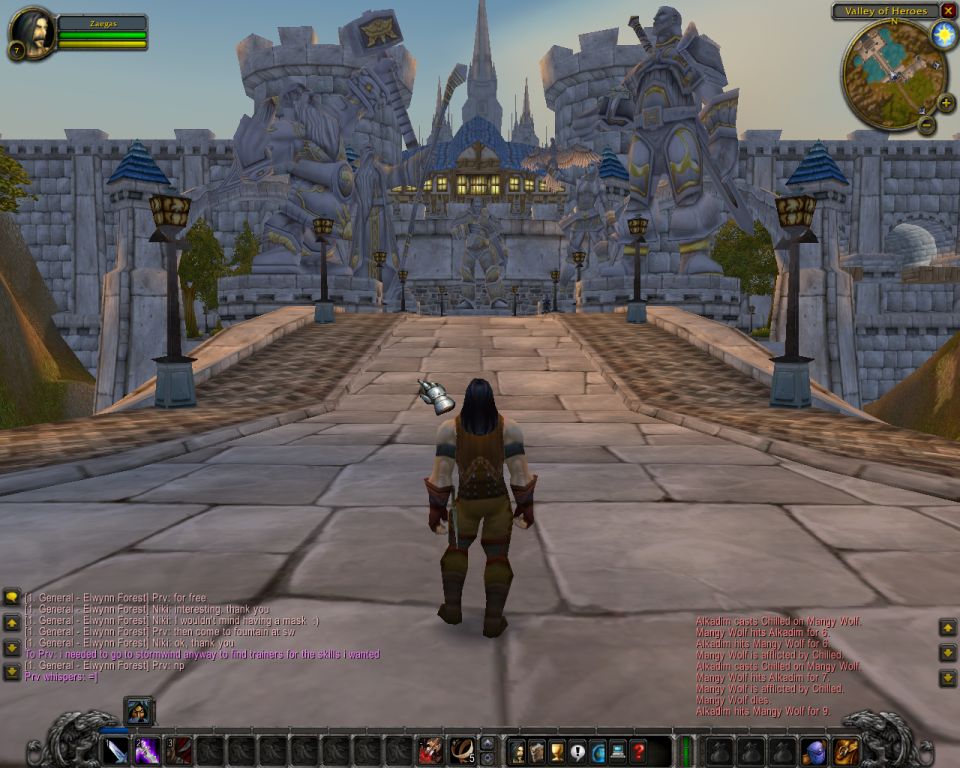 Zaegas
7
Valley of Heroes
N
[1. General - Elwynn Forest] Prv: for free
[1. General - Elwynn Forest] Niki: interesting, thank you
[1. General - Elwynn Forest] Niki: I wouldn't mind having a mask :)
[1. General - Elwynn Forest] Prv: then come to fountain at sw
[1. General - Elwynn Forest] Niki: ok, thank you
To Prv: i needed to go to stormwind anyway to find trainers for the skills i wanted
[1. General - Elwynn Forest] Prv: np
Prv whispers: =]
Alkadim casts Chilled on Mangy Wolf.
Mangy Wolf hits Alkadim for 6.
Alkadim hits Mangy Wolf for 6.
Mangy Wolf is afflicted by Chilled.
Alkadim casts Chilled on Mangy Wolf.
Mangy Wolf hits Alkadim for 7.
Mangy Wolf is afflicted by Chilled.
Mangy Wolf dies.
Alkadim hits Mangy Wolf for 9.
2 3 5